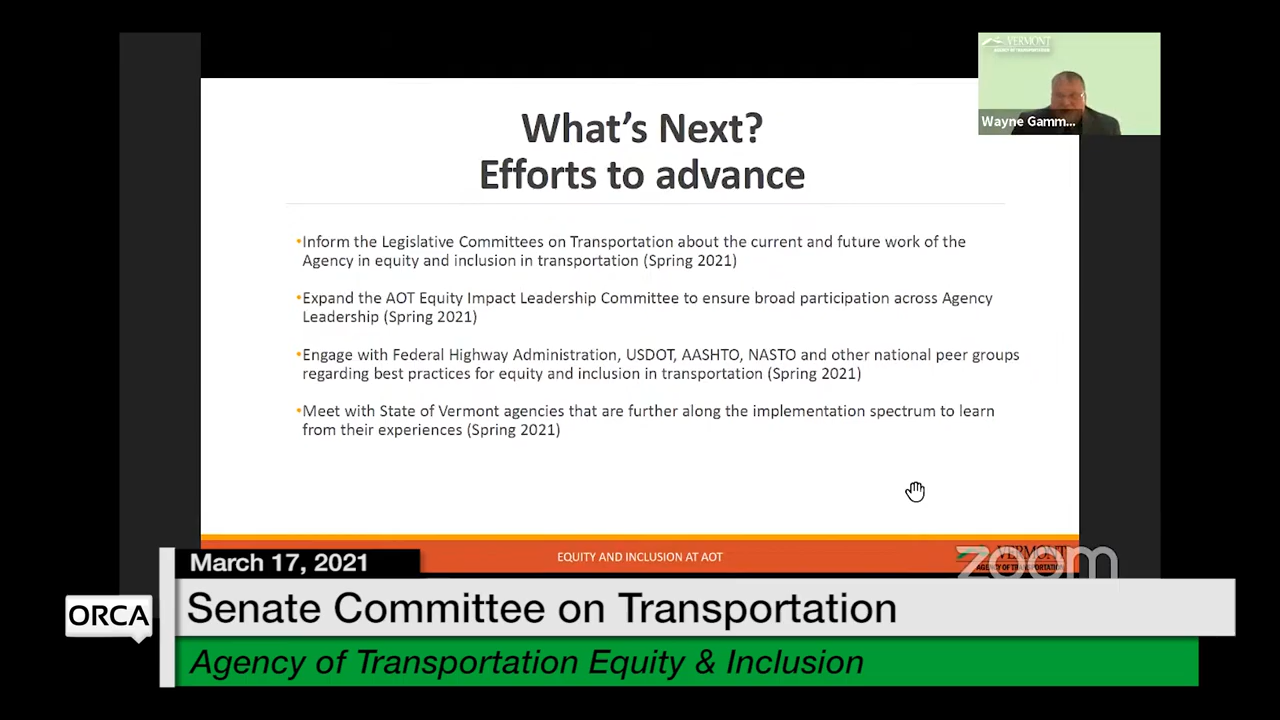 VERMONT
AGENCY OF TRANSPORTATION
Wayne Gamm...
What's Next?
Efforts to advance
•Inform the Legislative Committees on Transportation about the current and future work of the
Agency in equity and inclusion in transportation (Spring 2021)
•Expand the AOT Equity Impact Leadership Committee to ensure broad participation across Agency
Leadership (Spring 2021)
•Engage with Federal Highway Administration, USDOT, AASHTO, NASTO and other national peer groups
regarding best practices for equity and inclusion in transportation (Spring 2021)
•Meet with State of Vermont agencies that are further along the implementation spectrum to learn
from their experiences (Spring 2021)
EQUITY AND INCLUSION AT AOT
VERMONT
AGENCY OF TRANSPORTATION
zoom
March 17, 2021
ORCA
Senate Committee on Transportation
Agency of Transportation Equity & Inclusion